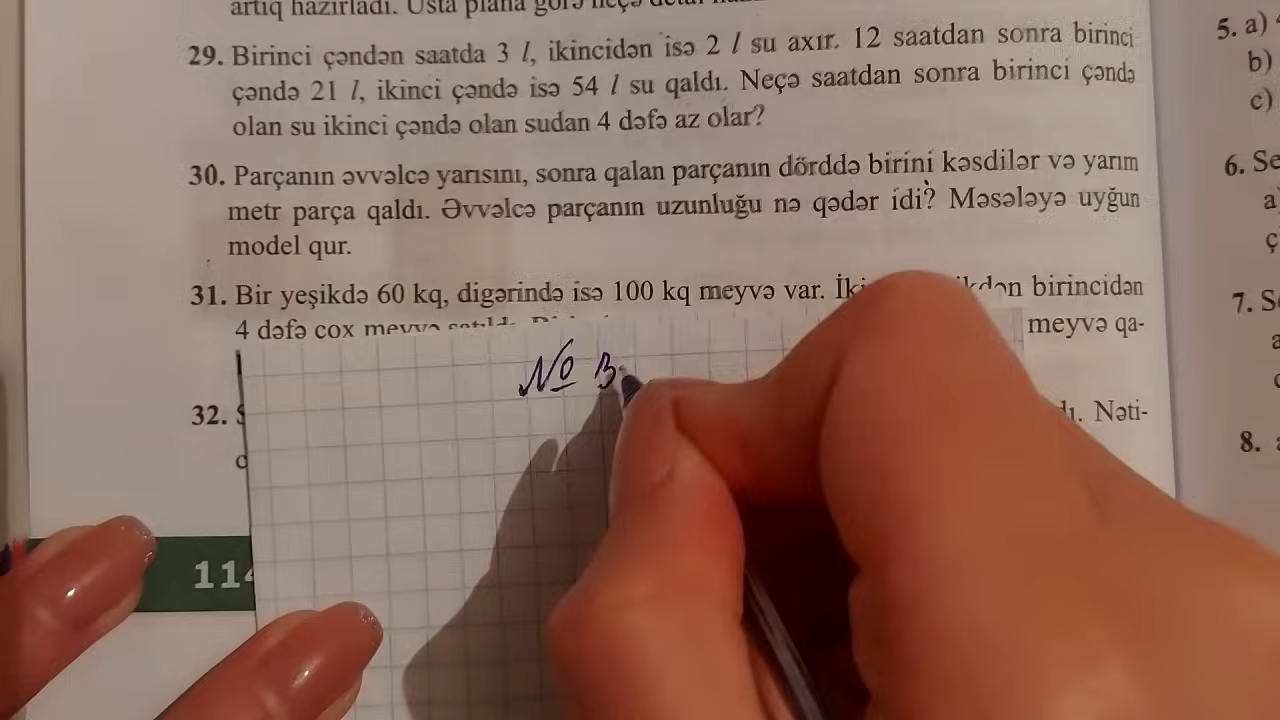 artıq hazırladı. Usta plana görə neçə detal
29. Birinci çəndən saatda 3 l, ikincidən isə 2 l su axır. 12 saatdan sonra birinci
çəndə 21 l, ikinci çəndə isə 54 l su qaldı. Neçə saatdan sonra birinci çəndə
olan su ikinci çəndə olan sudan 4 dəfə az olar?
30. Parçanın əvvəlcə yarısını, sonra qalan parçanın dörddə birini kəsdilər və yarım
metr parça qaldı. Əvvəlcə parçanın uzunluğu nə qədər idi? Məsələyə uyğun
model qur.
31. Bir yeşikdə 60 kq, digərində isə 100 kq meyvə var. birincidən
4 dəfə çox meyvə satıldı. meyvə qa-
№ 3
32. Nəti-
114
5. a)
b)
c)
6. Se
a
ç
7. S
a
8. a